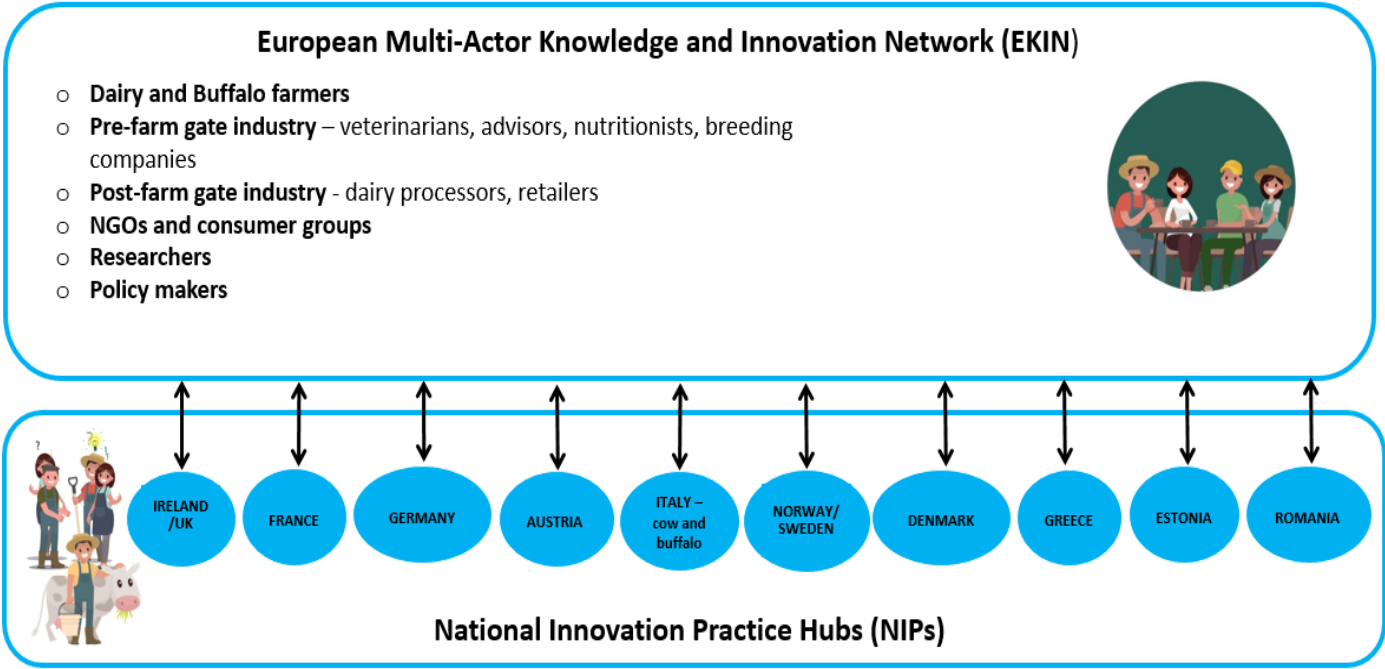 European Multi-Actor Knowledge and Innovation Network (EKIN)
o Dairy and Buffalo farmers
o Pre-farm gate industry – veterinarians, advisors, nutritionists, breeding
companies
o Post-farm gate industry - dairy processors, retailers
o NGOs and consumer groups
o Researchers
o Policy makers
?
IRELAND
/UK
FRANCE
GERMANY
AUSTRIA
ITALY –
cow and
buffalo
NORWAY/
SWEDEN
DENMARK
GREECE
ESTONIA
ROMANIA
National Innovation Practice Hubs (NIPs)